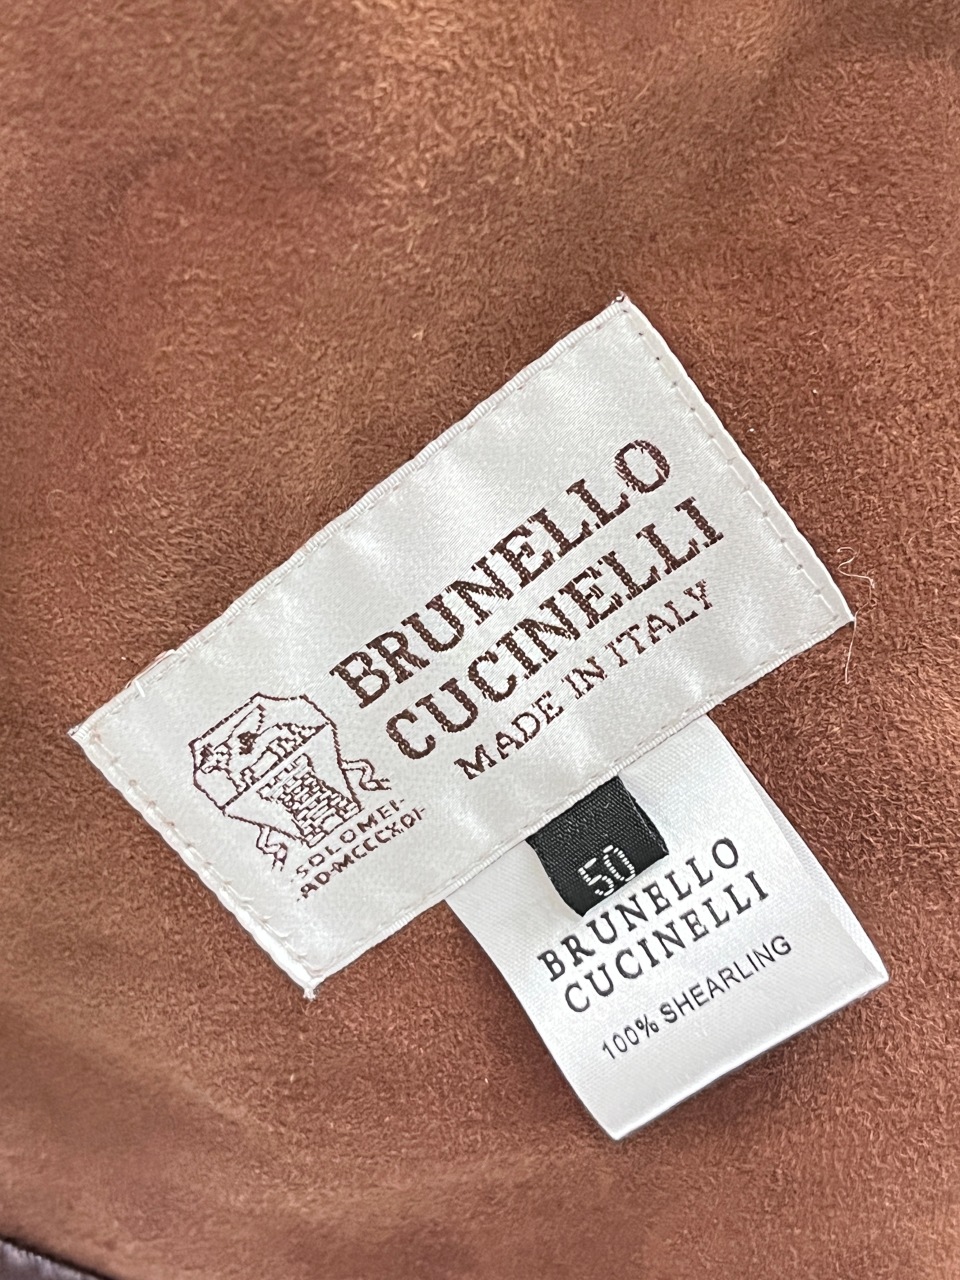 BRUNELLO
CUCINELLI
MADE IN ITALY
·SOLOMEI·
·AD·MCCCXCI·
50
BRUNELLO
CUCINELLI
100% SHEARLING